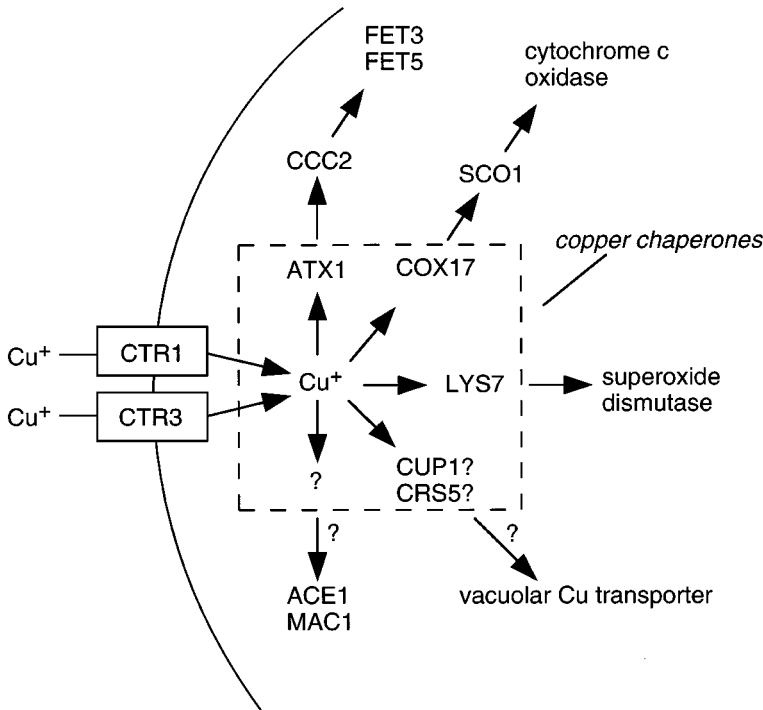 FET3
FET5
cytochrome c
oxidase
CCC2
SCO1
copper chaperones
ATX1
COX17
Cu⁺
CTR1
Cu⁺
LYS7
superoxide
dismutase
Cu⁺
CTR3
?
CUP1?
CRS5?
?
?
ACE1
MAC1
vacuolar Cu transporter